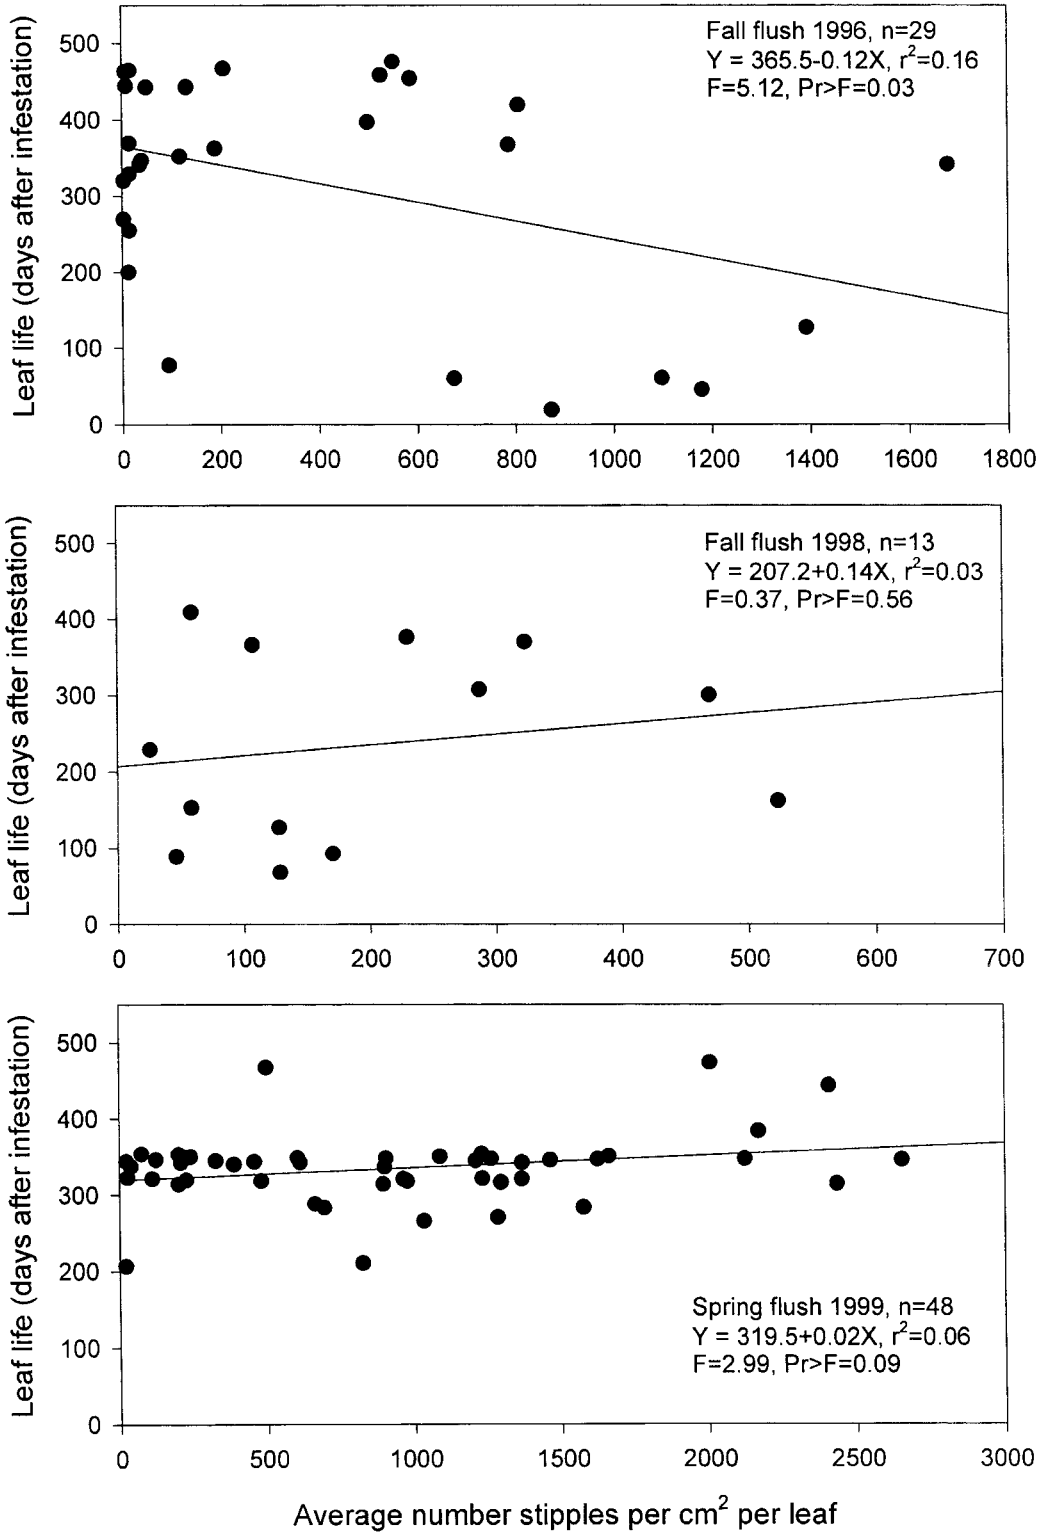 Leaf life (days after infestation)
500
400
300
200
100
0
Fall flush 1996, n=29
Y = 365.5-0.12X, r²=0.16
F=5.12, Pr>F=0.03
0 200 400 600 800 1000 1200 1400 1600 1800
Leaf life (days after infestation)
500
400
300
200
100
0
Fall flush 1998, n=13
Y = 207.2+0.14X, r²=0.03
F=0.37, Pr>F=0.56
0 100 200 300 400 500 600 700
Leaf life (days after infestation)
500
400
300
200
100
0
Spring flush 1999, n=48
Y = 319.5+0.02X, r²=0.06
F=2.99, Pr>F=0.09
0 500 1000 1500 2000 2500 3000
Average number stipples per cm² per leaf